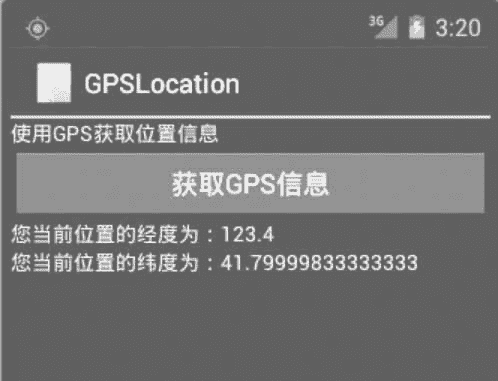 3G 3:20
GPSLocation
使用GPS获取位置信息
获取GPS信息
您当前位置的经度为：123.4
您当前位置的纬度为：41.79999833333333